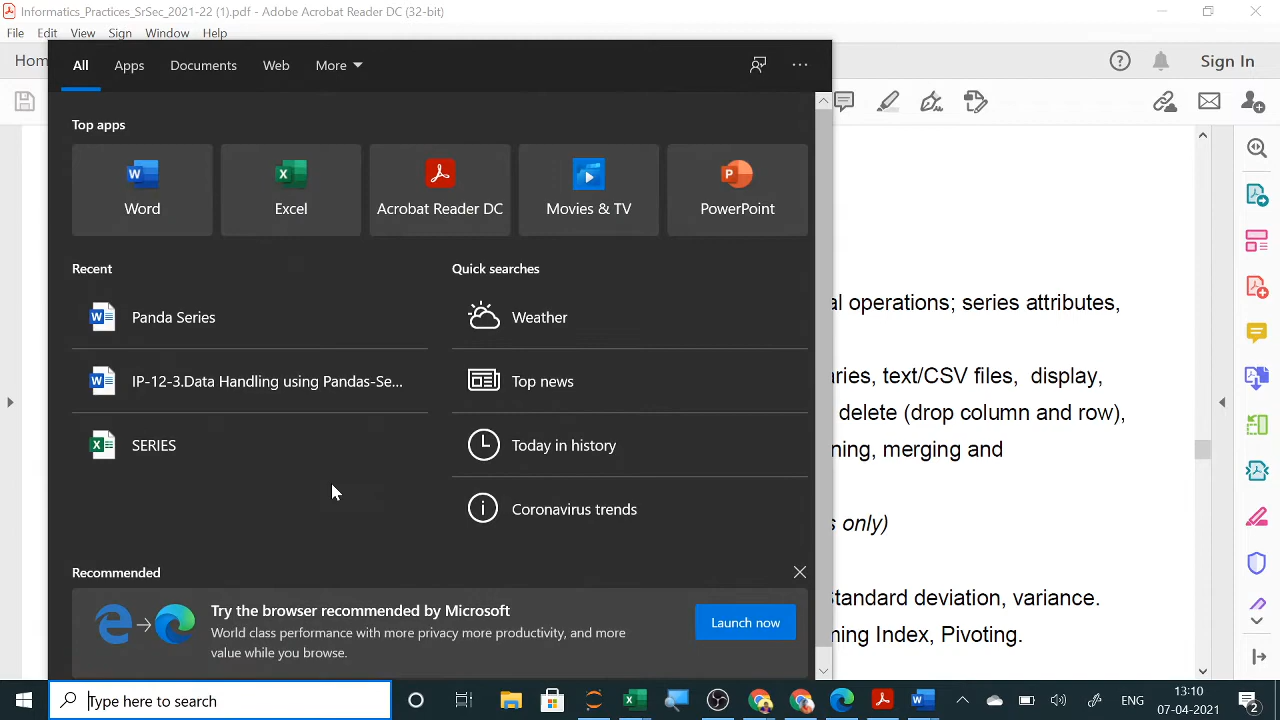 Informatics_Practices_SrSec_2021-22 (1).pdf - Adobe Acrobat Reader DC (32-bit)
File Edit View Sign Window Help
Hom
Sign In
All Apps Documents Web More
Top apps
Word Excel Acrobat Reader DC Movies & TV PowerPoint
Recent Quick searches
Panda Series Weather
IP-12-3.Data Handling using Pandas-Se... Top news
SERIES Today in history
Coronavirus trends
Recommended
Try the browser recommended by Microsoft
World class performance with more privacy more productivity, and more
value while you browse.
Launch now
al operations; series attributes,
aries, text/CSV files, display,
delete (drop column and row),
ning, merging and
s only)
Standard deviation, variance.
ming Index, Pivoting.
Type here to search
ENG
13:10
07-04-2021
2